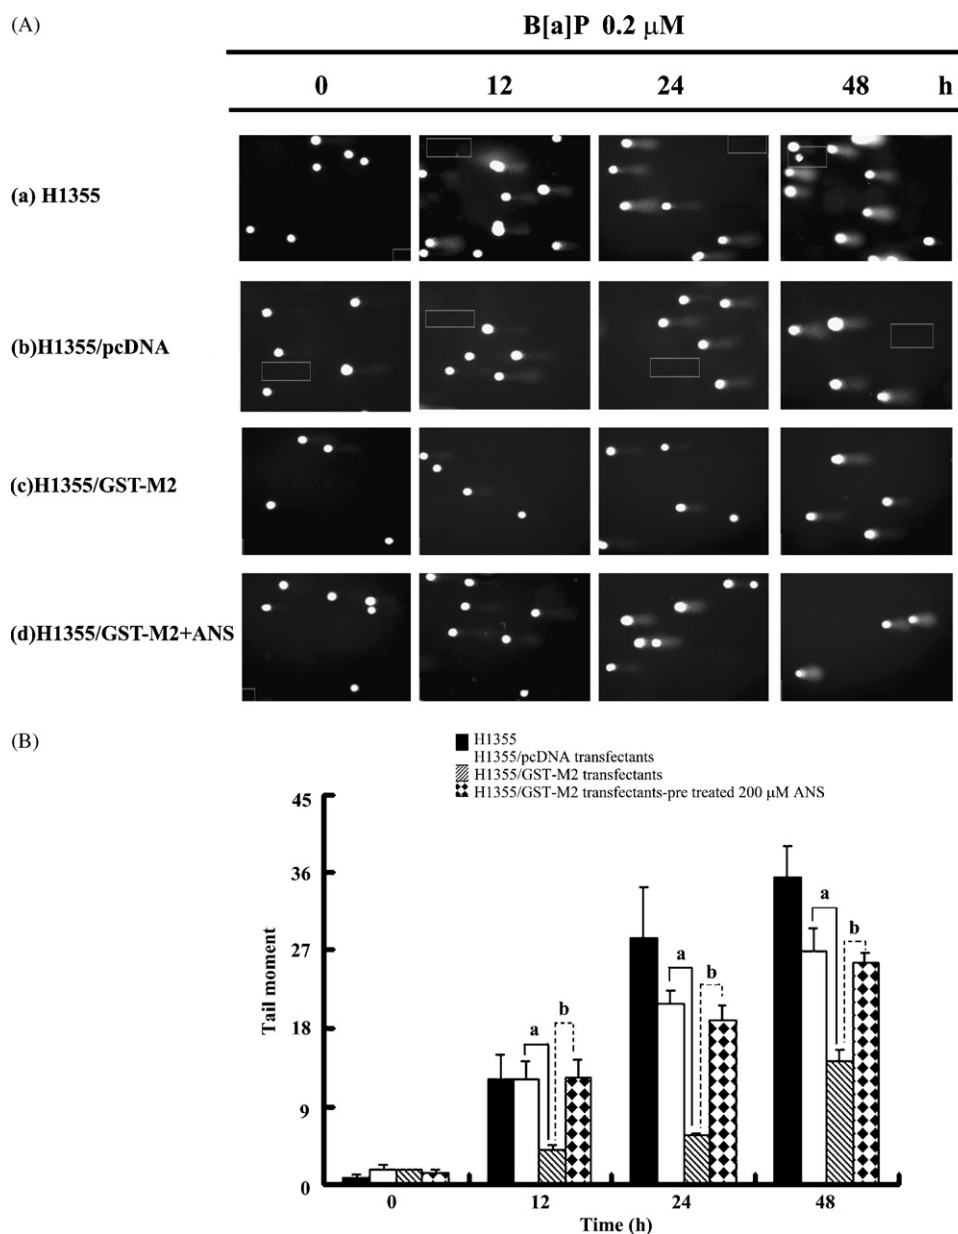 (A)
B[a]P 0.2 μM
0 12 24 48 h
(a) H1355
(b)H1355/pcDNA
(c)H1355/GST-M2
(d)H1355/GST-M2+ANS
(B)
H1355
H1355/pcDNA transfectants
H1355/GST-M2 transfectants
H1355/GST-M2 transfectants-pre treated 200 μM ANS
45
36
27
18
9
0
Tail moment
a
b
a
b
a
b
0 12 24 48
Time (h)